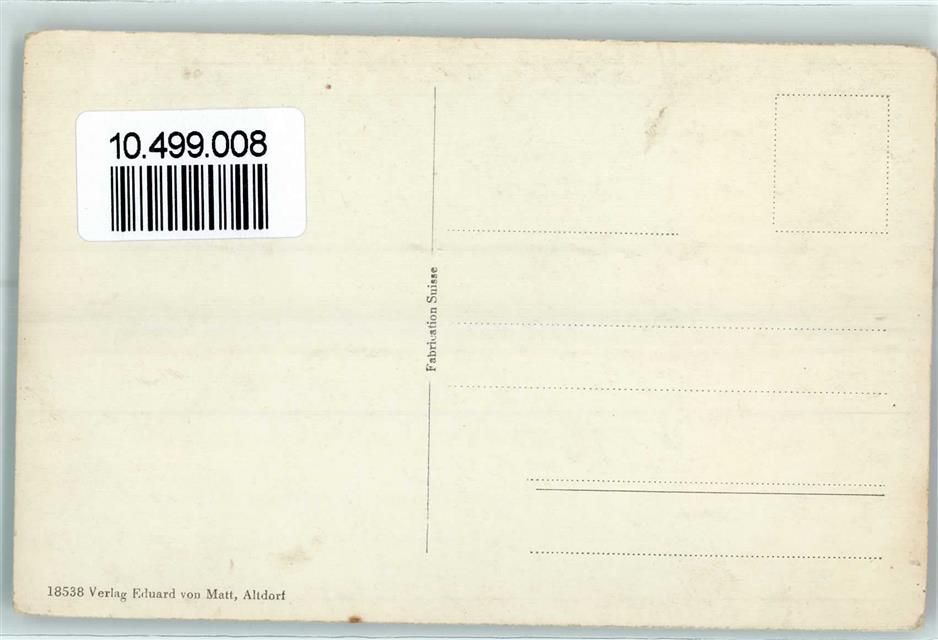 10.499.008
Fabrication Suisse
18538 Verlag Eduard von Matt, Altdorf